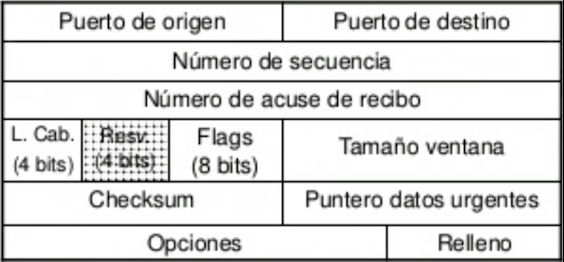 Puerto de origen
Puerto de destino
Número de secuencia
Número de acuse de recibo
L. Cab.
(4 bits)
Resv.
(4 bits)
Flags
(8 bits)
Tamaño ventana
Checksum
Puntero datos urgentes
Opciones
Relleno